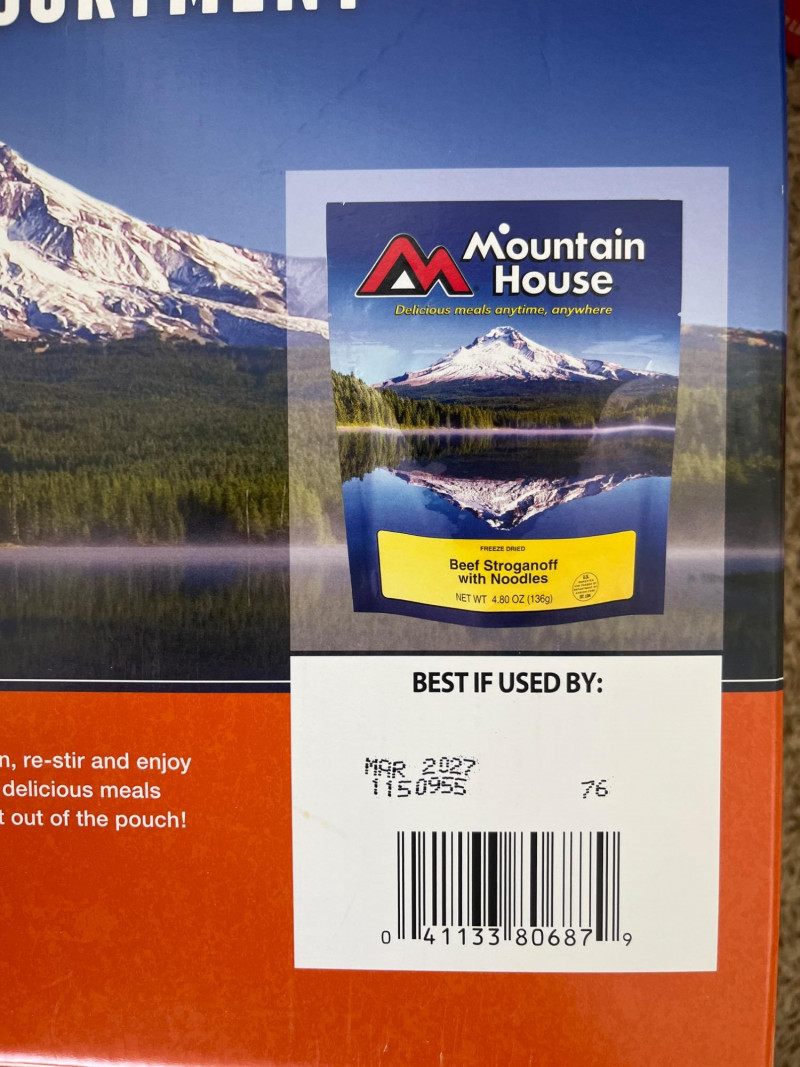 Mountain
House
Delicious meals anytime, anywhere
FREEZE DRIED
Beef Stroganoff
with Noodles
NET WT 4.80 OZ (136g)
BEST IF USED BY:
MAR 2027
1150955 76
0 41133 80687 9
n, re-stir and enjoy
delicious meals
t out of the pouch!